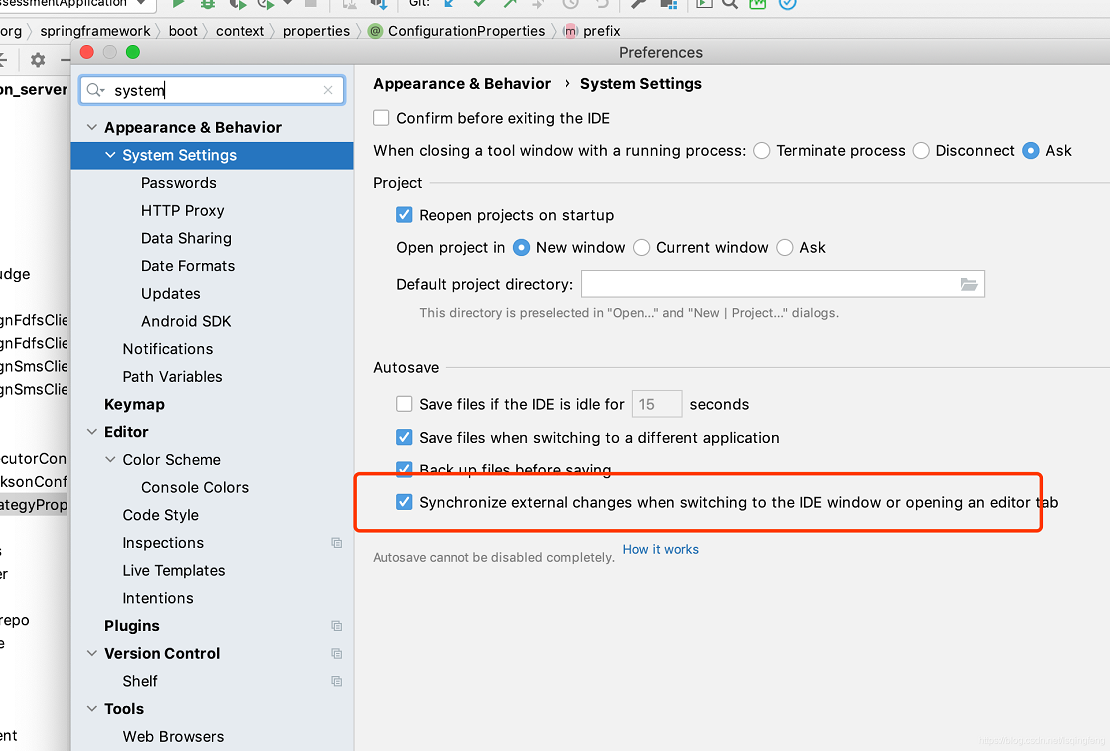 ssessmentApplication
Git:
org springframework boot context properties ConfigurationProperties prefix
Preferences
on_server
system
Appearance & Behavior
System Settings
Passwords
HTTP Proxy
Data Sharing
Date Formats
Updates
Android SDK
Notifications
Path Variables
Keymap
Editor
Color Scheme
Console Colors
Code Style
Inspections
Live Templates
Intentions
Plugins
Version Control
Shelf
Tools
Web Browsers
Appearance & Behavior › System Settings
Confirm before exiting the IDE
When closing a tool window with a running process: Terminate process Disconnect Ask
Project
Reopen projects on startup
Open project in New window Current window Ask
Default project directory:
This directory is preselected in "Open..." and "New | Project..." dialogs.
Autosave
Save files if the IDE is idle for 15 seconds
Save files when switching to a different application
Back up files before saving
Synchronize external changes when switching to the IDE window or opening an editor tab
Autosave cannot be disabled completely. How it works
udge
gnFdfsClie
gnFdfsClie
gnSmsClie
gnSmsClie
cutorCon
ksonConf
ategyProp
s
er
repo
e
ent